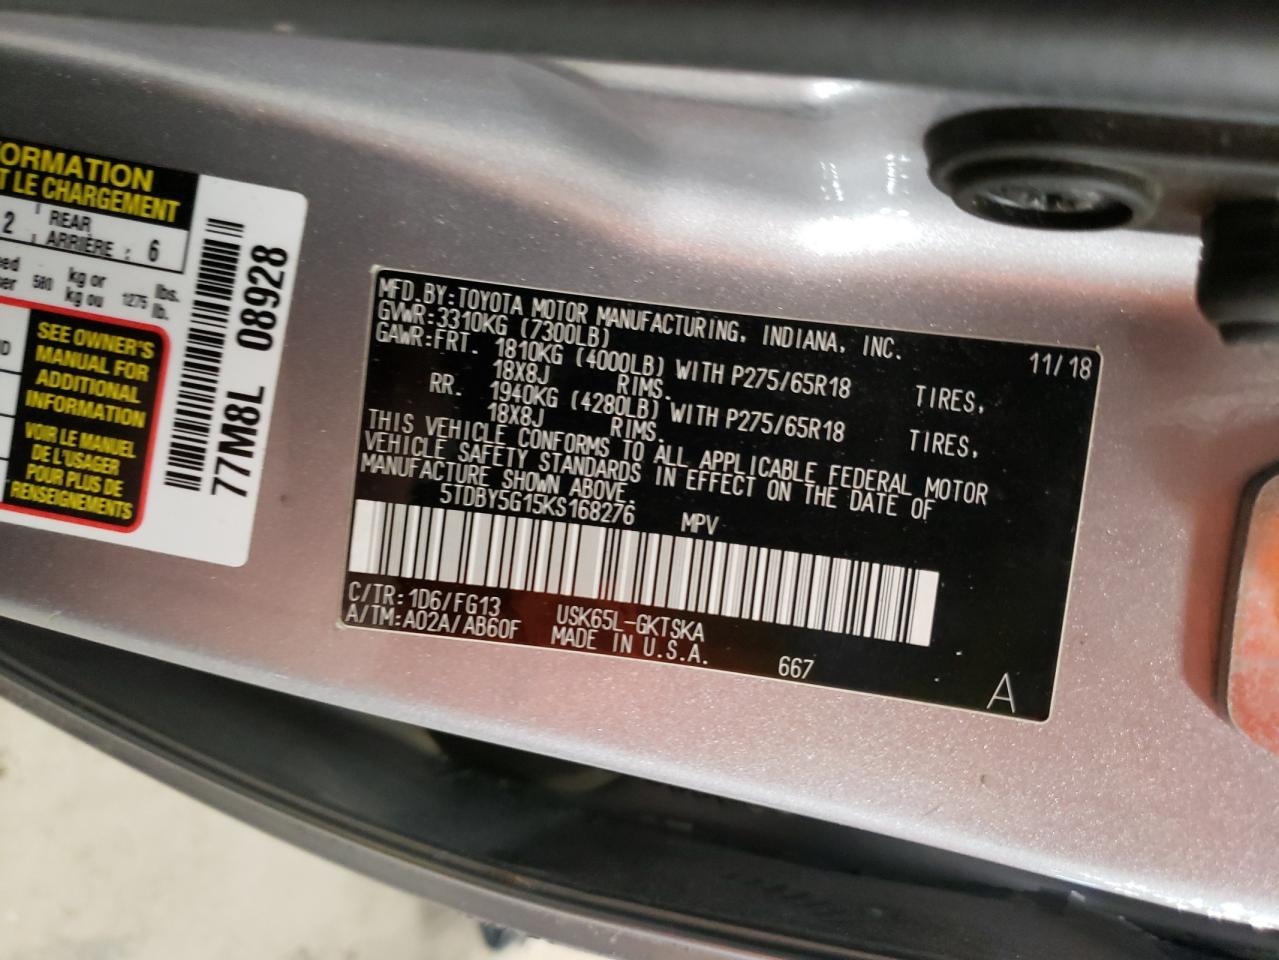 ORMATION
T LE CHARGEMENT
2 REAR
ARRIÈRE : 6
580 kg or
kg ou 1275 lbs.
lb.
SEE OWNER'S
MANUAL FOR
ADDITIONAL
INFORMATION
VOIR LE MANUEL
DE L'USAGER
POUR PLUS DE
RENSEIGNEMENTS
77M8L 08928
MFD.BY:TOYOTA MOTOR MANUFACTURING, INDIANA, INC. 11/18
GVWR:3310KG (7300LB)
GAWR:FRT. 1810KG (4000LB) WITH P275/65R18 TIRES,
18X8J RIMS.
RR. 1940KG (4280LB) WITH P275/65R18 TIRES,
18X8J RIMS.
THIS VEHICLE CONFORMS TO ALL APPLICABLE FEDERAL MOTOR
VEHICLE SAFETY STANDARDS IN EFFECT ON THE DATE OF
MANUFACTURE SHOWN ABOVE.
5TDBY5G15KS168276 MPV
C/TR:1D6/FG13 USK65L-GKTSKA
A/TM:A02A/AB60F MADE IN U.S.A. 667
A